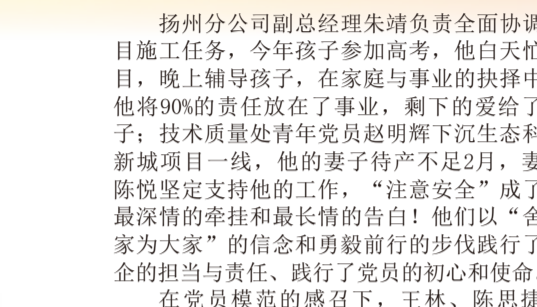 扬州分公司副总经理朱靖负责全面协调
目施工任务，今年孩子参加高考，他白天忙
目，晚上辅导孩子，在家庭与事业的抉择中
他将90%的责任放在了事业，剩下的爱给了
子；技术质量处青年党员赵明辉下沉生态科
新城项目一线，他的妻子待产不足2月，妻
陈悦坚定支持他的工作，“注意安全”成了
最深情的牵挂和最长情的告白！他们以“舍
家为大家”的信念和勇毅前行的步伐践行了
企的担当与责任、践行了党员的初心和使命
在党员模范的感召下，王林、陈思捷